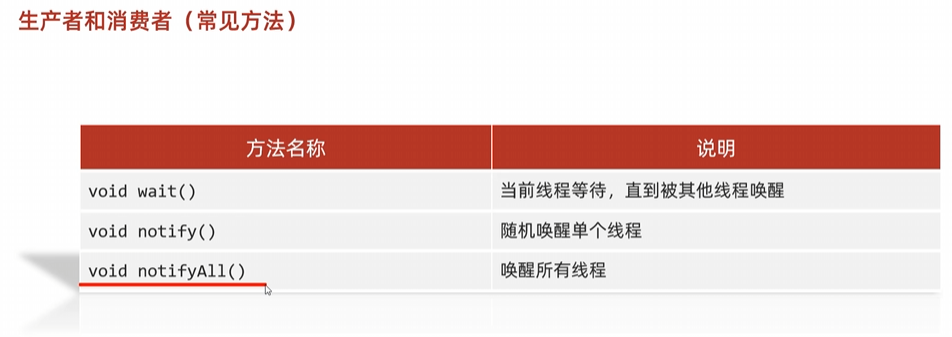 生产者和消费者（常见方法）
方法名称 说明
void wait() 当前线程等待，直到被其他线程唤醒
void notify() 随机唤醒单个线程
void notifyAll() 唤醒所有线程